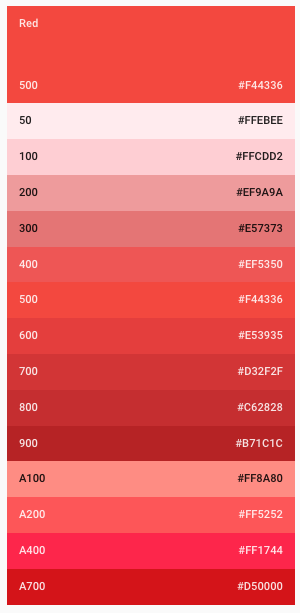 Red
500 #F44336
50 #FFEBEE
100 #FFCDD2
200 #EF9A9A
300 #E57373
400 #EF5350
500 #F44336
600 #E53935
700 #D32F2F
800 #C62828
900 #B71C1C
A100 #FF8A80
A200 #FF5252
A400 #FF1744
A700 #D50000